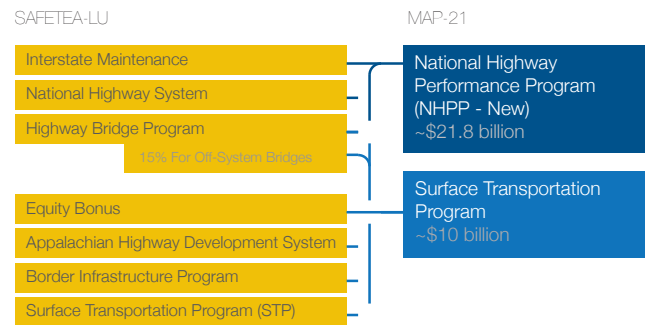 SAFETEA-LU
MAP-21
Interstate Maintenance
National Highway System
Highway Bridge Program
15% For Off-System Bridges
Equity Bonus
Appalachian Highway Development System
Border Infrastructure Program
Surface Transportation Program (STP)
National Highway
Performance Program
(NHPP - New)
~$21.8 billion
Surface Transportation
Program
~$10 billion